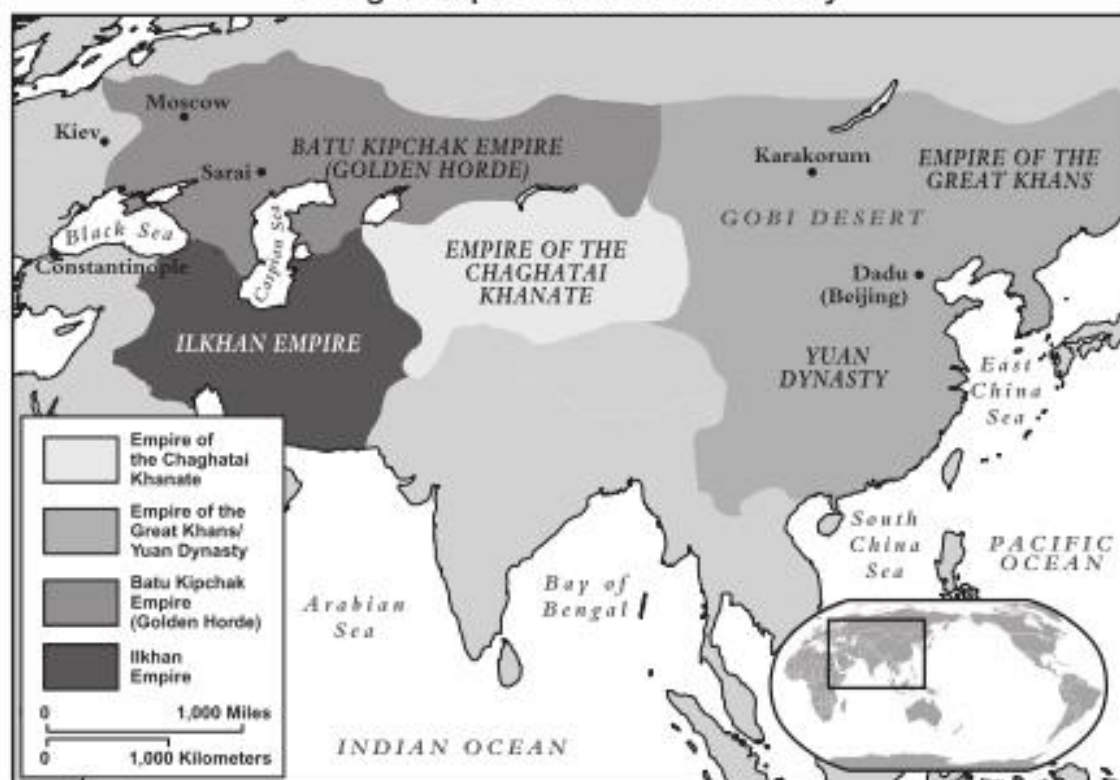 Moscow
Kiev
BATU KIPCHAK EMPIRE
(GOLDEN HORDE)
Sarai
Karakorum
EMPIRE OF THE
GREAT KHANS
GOBI DESERT
Black Sea
Caspian Sea
Constantinople
EMPIRE OF THE
CHAGHATAI
KHANATE
Dadu
(Beijing)
ILKHAN EMPIRE
YUAN
DYNASTY
East
China
Sea
Empire of
the Chaghatai
Khanate
Empire of the
Great Khans/
Yuan Dynasty
Batu Kipchak
Empire
(Golden Horde)
Ilkhan
Empire
0 1,000 Miles
0 1,000 Kilometers
Arabian
Sea
Bay of
Bengal
South
China
Sea
PACIFIC
OCEAN
INDIAN OCEAN